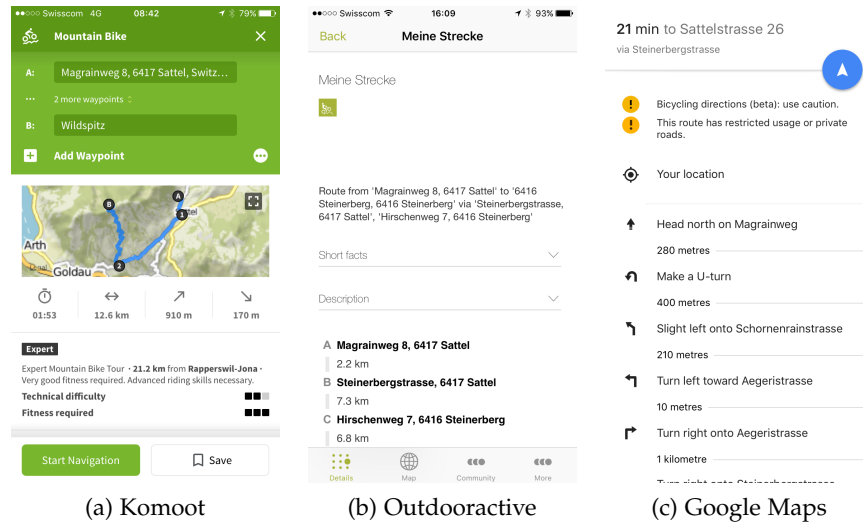 ●●○○○ Swisscom 4G 08:42 79%
Mountain Bike
A: Magrainweg 8, 6417 Sattel, Switz...
2 more waypoints
B: Wildspitz
Add Waypoint
B
A
1
tel
Arth
Goldau
2
01:53 12.6 km 910 m 170 m
Expert
Expert Mountain Bike Tour · 21.2 km from Rapperswil-Jona ·
Very good fitness required. Advanced riding skills necessary.
Technical difficulty
Fitness required
Start Navigation Save
(a) Komoot
●●○○○ Swisscom 16:09 93%
Back Meine Strecke
Meine Strecke
Route from 'Magrainweg 8, 6417 Sattel' to '6416
Steinerberg, 6416 Steinerberg' via 'Steinerbergstrasse,
6417 Sattel', 'Hirschenweg 7, 6416 Steinerberg'
Short facts
Description
A Magrainweg 8, 6417 Sattel
2.2 km
B Steinerbergstrasse, 6417 Sattel
7.3 km
C Hirschenweg 7, 6416 Steinerberg
6.8 km
Details Map Community More
(b) Outdooractive
21 min to Sattelstrasse 26
via Steinerbergstrasse
Bicycling directions (beta): use caution.
This route has restricted usage or private
roads.
Your location
Head north on Magrainweg
280 metres
Make a U-turn
400 metres
Slight left onto Schornenrainstrasse
210 metres
Turn left toward Aegeristrasse
10 metres
Turn right onto Aegeristrasse
1 kilometre
Turn right onto Steinerbergstrasse
(c) Google Maps